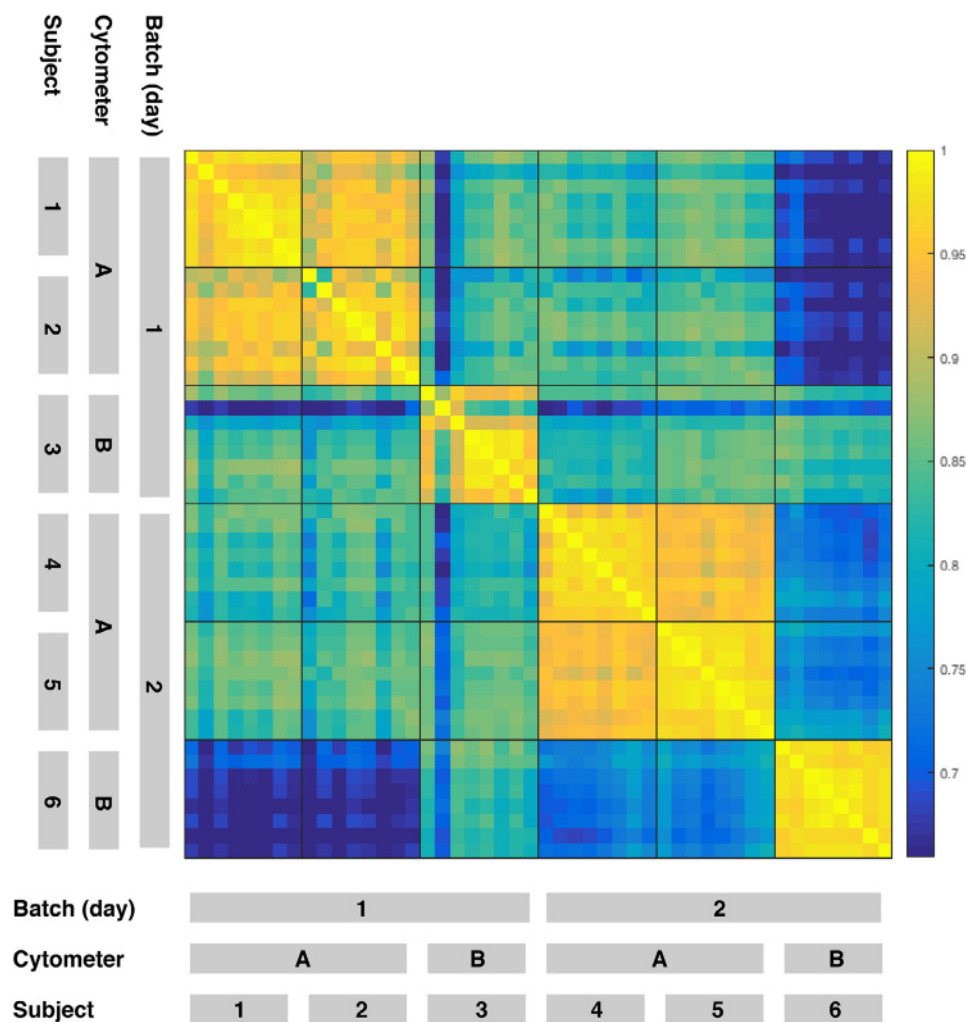 Subject
Cytometer
Batch (day)
1
2
3
4
5
6
A
B
A
B
1
2
1
0.95
0.9
0.85
0.8
0.75
0.7
Batch (day) 1 2
Cytometer A B A B
Subject 1 2 3 4 5 6